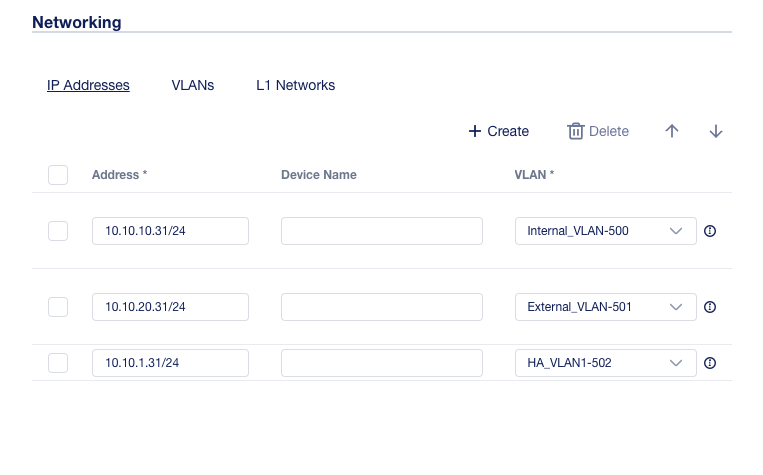 Networking
IP Addresses VLANs L1 Networks
Create Delete
Address * Device Name VLAN *
10.10.10.31/24 Internal_VLAN-500
10.10.20.31/24 External_VLAN-501
10.10.1.31/24 HA_VLAN1-502